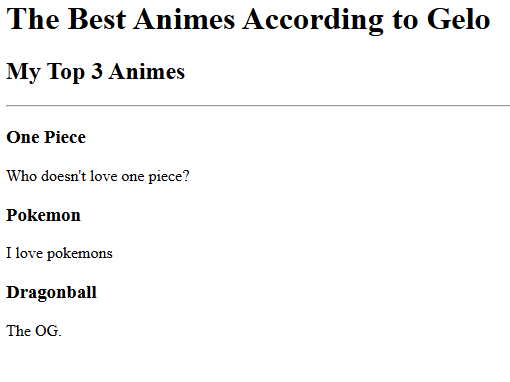 The Best Animes According to Gelo
My Top 3 Animes
One Piece
Who doesn't love one piece?
Pokemon
I love pokemons
Dragonball
The OG.